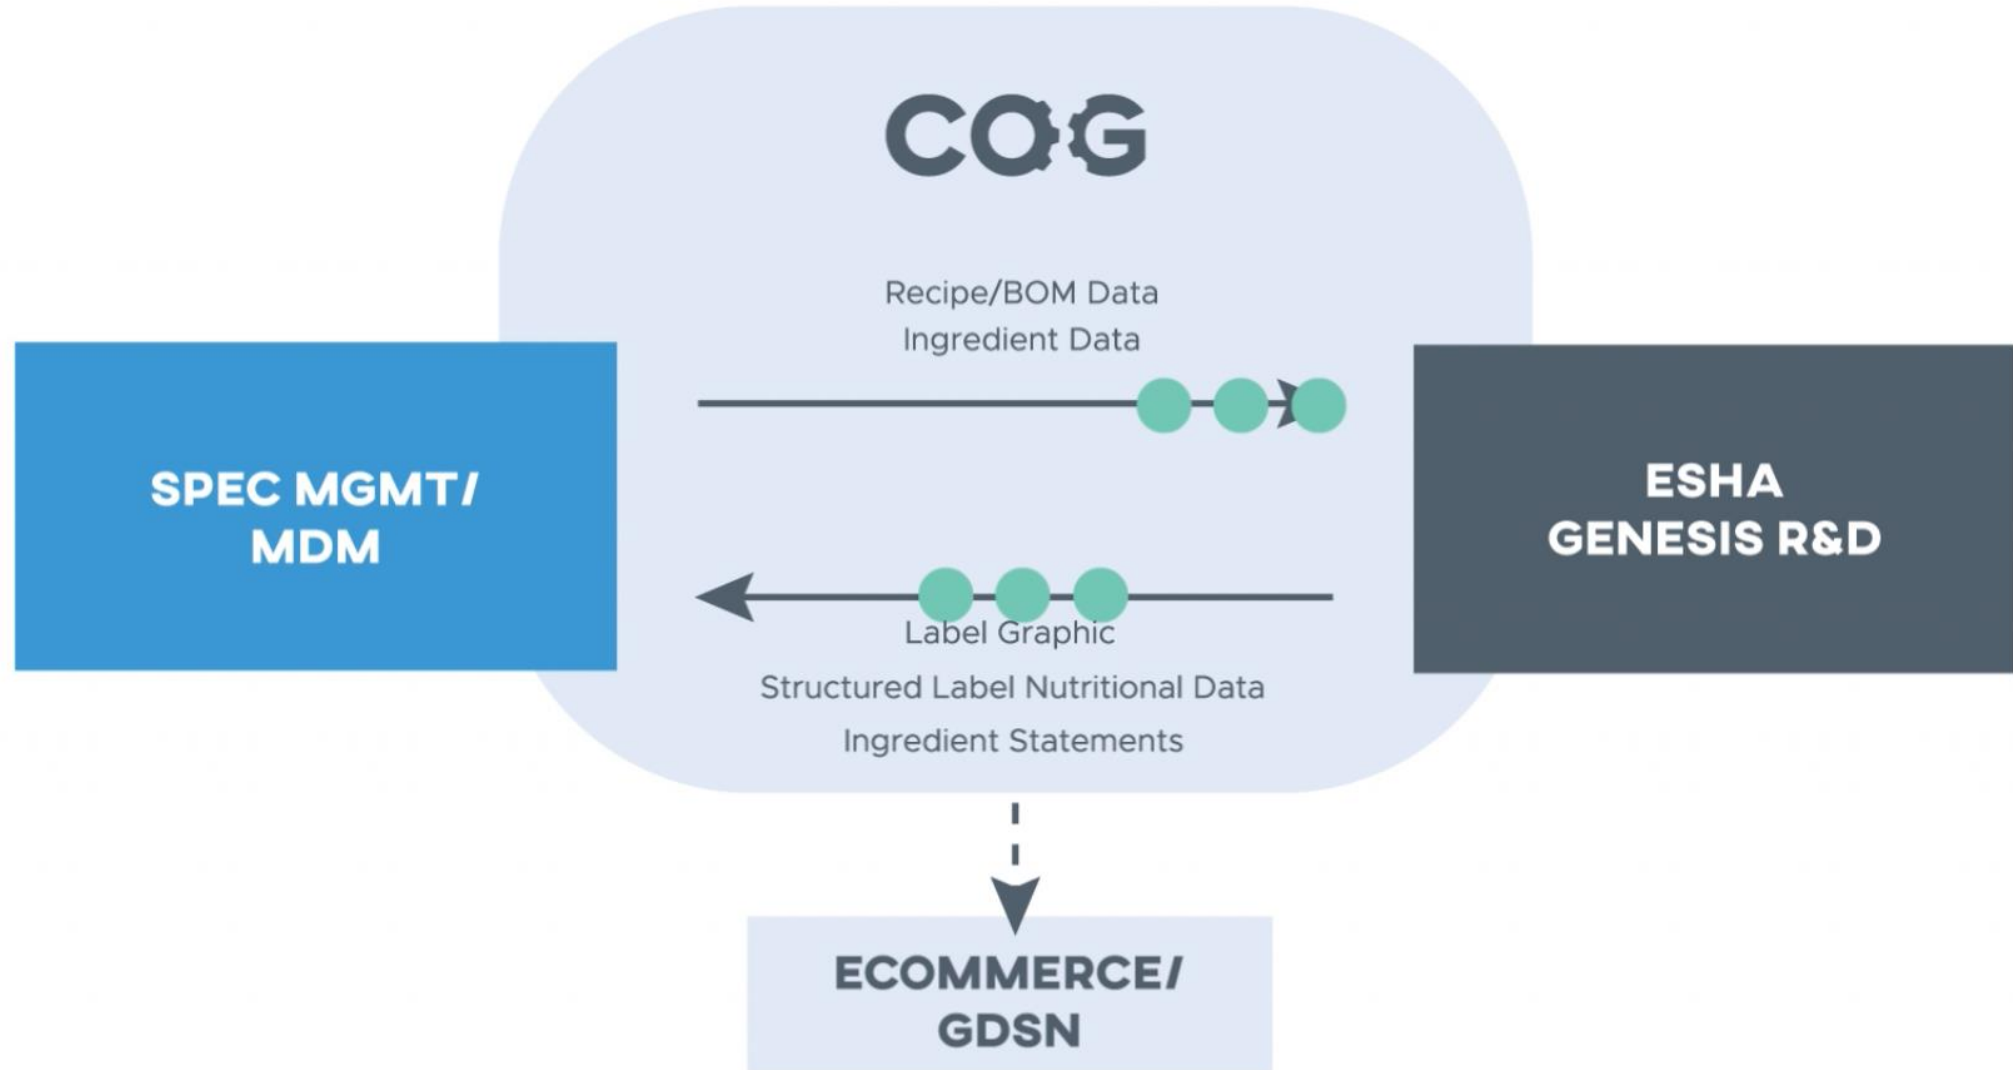 COG
Recipe/BOM Data
Ingredient Data
SPEC MGMT/
MDM
ESHA
GENESIS R&D
Label Graphic
Structured Label Nutritional Data
Ingredient Statements
ECOMMERCE/
GDSN